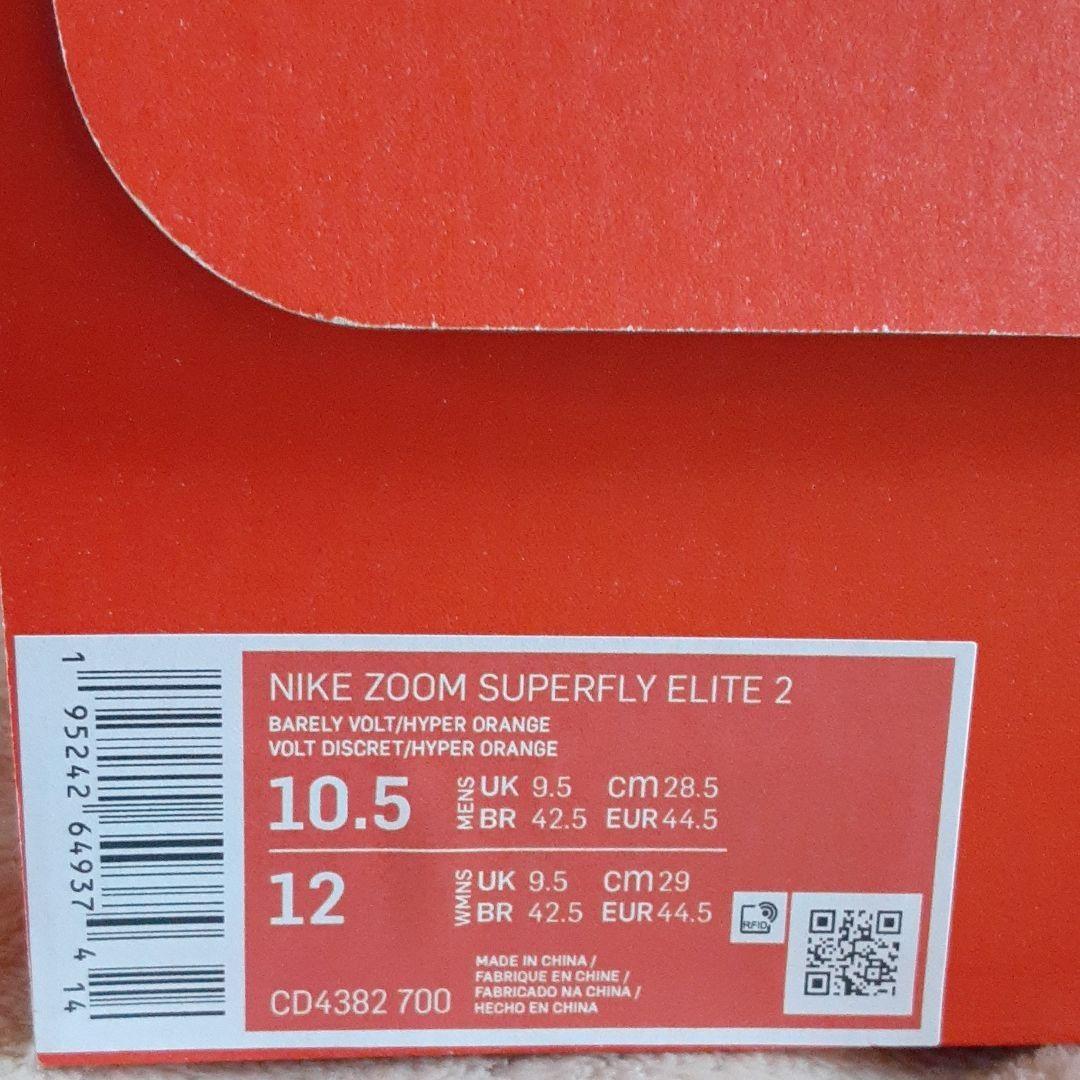 NIKE ZOOM SUPERFLY ELITE 2
BARELY VOLT/HYPER ORANGE
VOLT DISCRET/HYPER ORANGE
10.5 MENS UK 9.5 cm 28.5
BR 42.5 EUR 44.5
12 WMNS UK 9.5 cm 29
BR 42.5 EUR 44.5
RFID
CD4382 700
MADE IN CHINA /
FABRIQUE EN CHINE /
FABRICADO NA CHINA /
HECHO EN CHINA
1 95242 64937 4 14